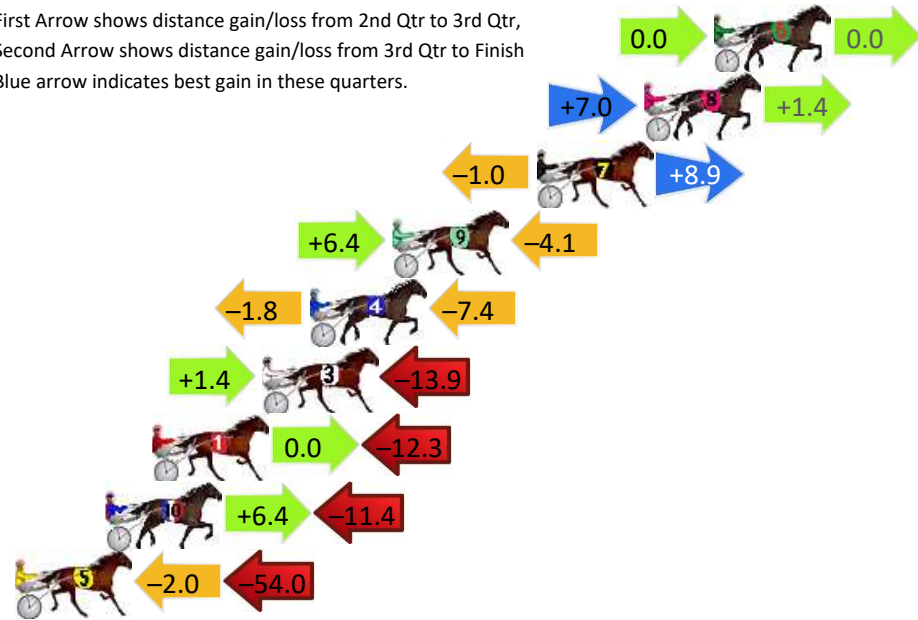 First Arrow shows distance gain/loss from 2nd Qtr to 3rd Qtr,
Second Arrow shows distance gain/loss from 3rd Qtr to Finish
Blue arrow indicates best gain in these quarters.
0.0 0.0
+7.0 8 +1.4
−1.0 7 +8.9
+6.4 9 −4.1
−1.8 4 −7.4
+1.4 3 −13.9
1 0.0 −12.3
10 +6.4 −11.4
5 −2.0 −54.0